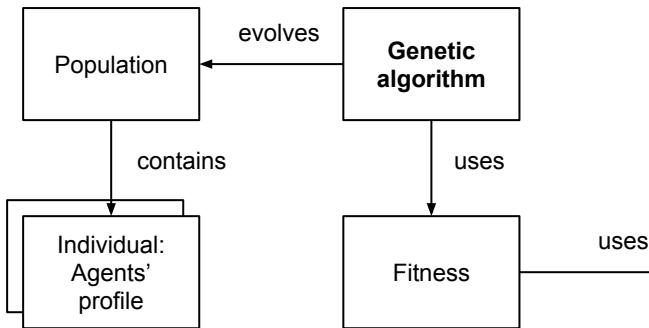 evolves
Population
Genetic
algorithm
contains
uses
Individual:
Agents'
profile
Fitness
uses